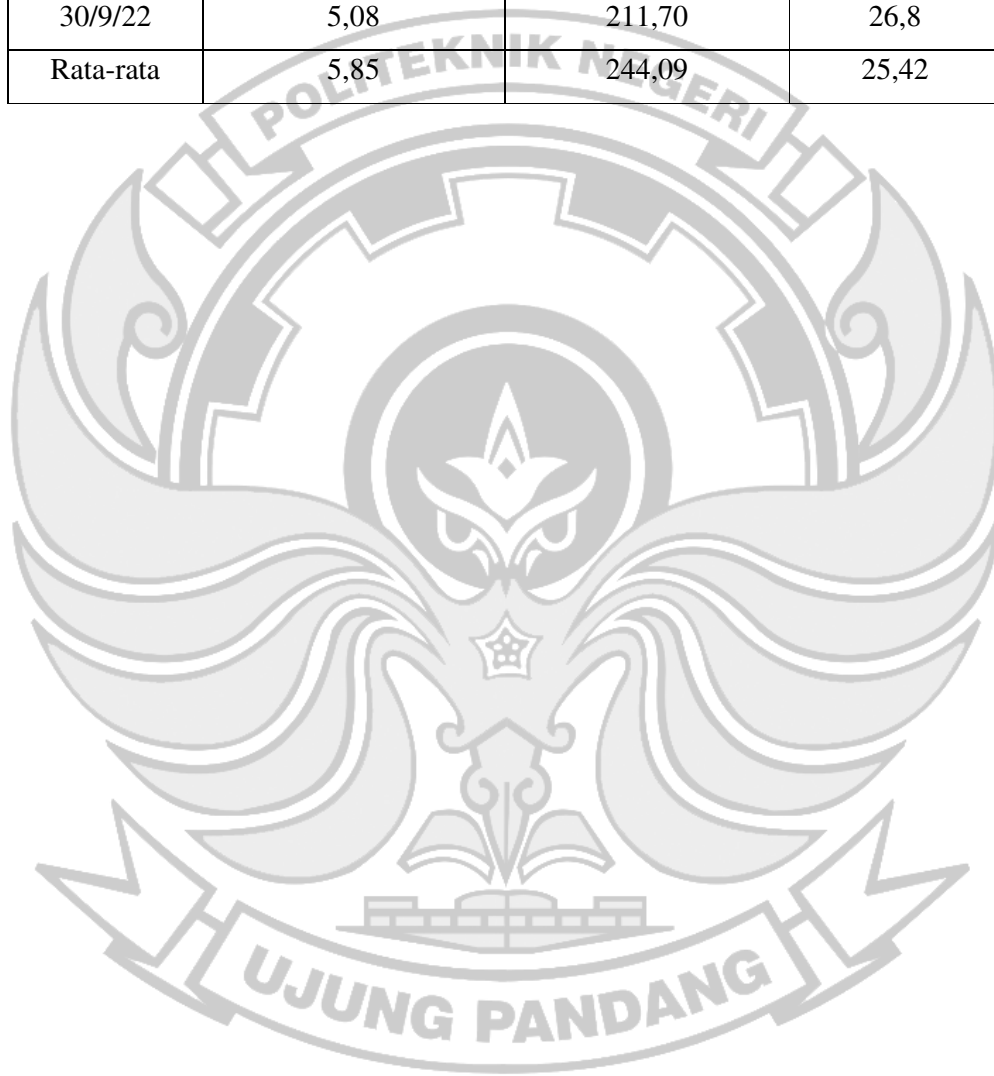 30/9/22 5,08 211,70 26,8
Rata-rata 5,85 244,09 25,42
POLITEKNIK NEGERI
UJUNG PANDANG